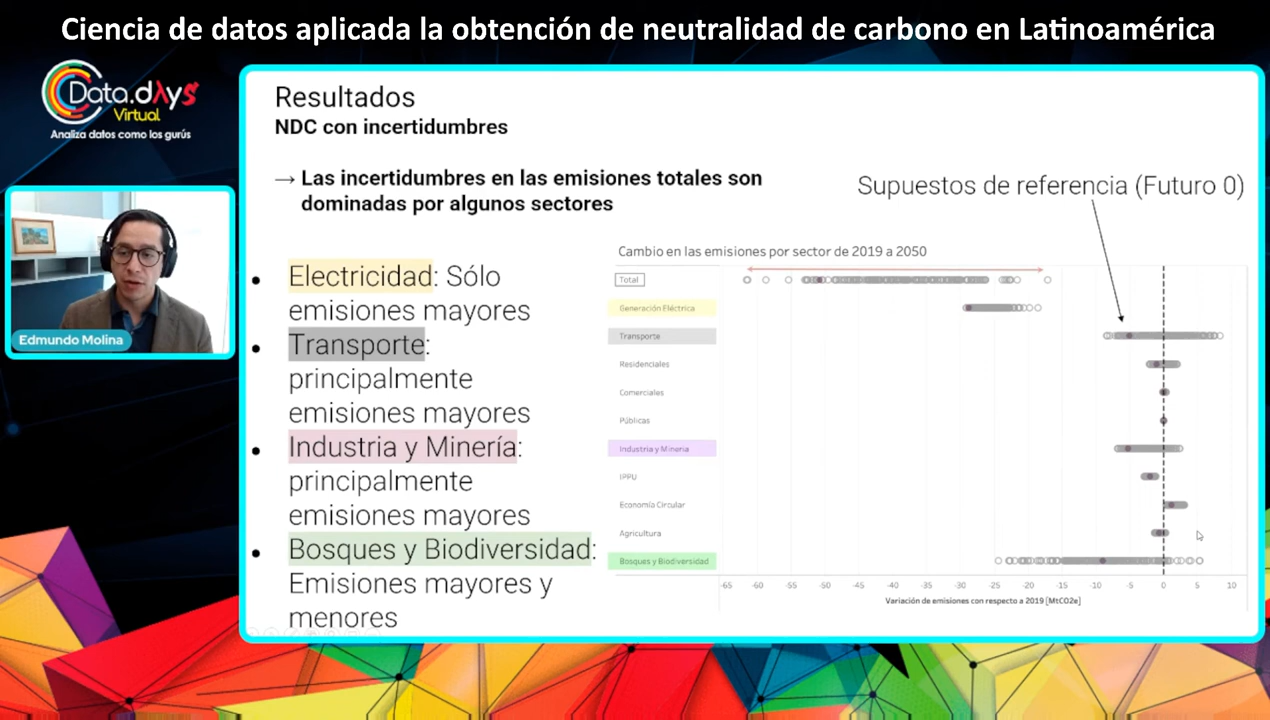 Ciencia de datos aplicada la obtención de neutralidad de carbono en Latinoamérica
Data.dAys
Virtual
Analiza datos como los gurús
Edmundo Molina
Resultados
NDC con incertidumbres
→ Las incertidumbres en las emisiones totales son
dominadas por algunos sectores
• Electricidad: Sólo
emisiones mayores
• Transporte:
principalmente
emisiones mayores
• Industria y Minería:
principalmente
emisiones mayores
• Bosques y Biodiversidad:
Emisiones mayores y
menores
Supuestos de referencia (Futuro 0)
Cambio en las emisiones por sector de 2019 a 2050
Total
Generación Eléctrica
Transporte
Residenciales
Comerciales
Públicas
Industria y Mineria
IPPU
Economía Circular
Agricultura
Bosques y Biodiversidad
-65 -60 -55 -50 -45 -40 -35 -30 -25 -20 -15 -10 -5 0 5 10
Variación de emisiones con respecto a 2019 [MtCO2e]